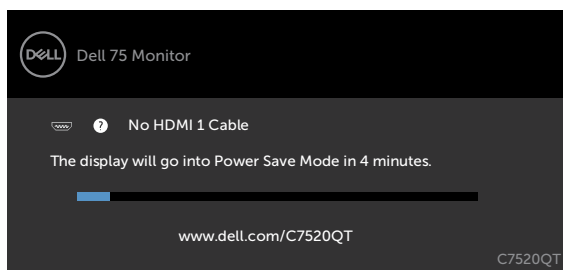 DELL
Dell 75 Monitor
? No HDMI 1 Cable
The display will go into Power Save Mode in 4 minutes.
www.dell.com/C7520QT
C7520QT